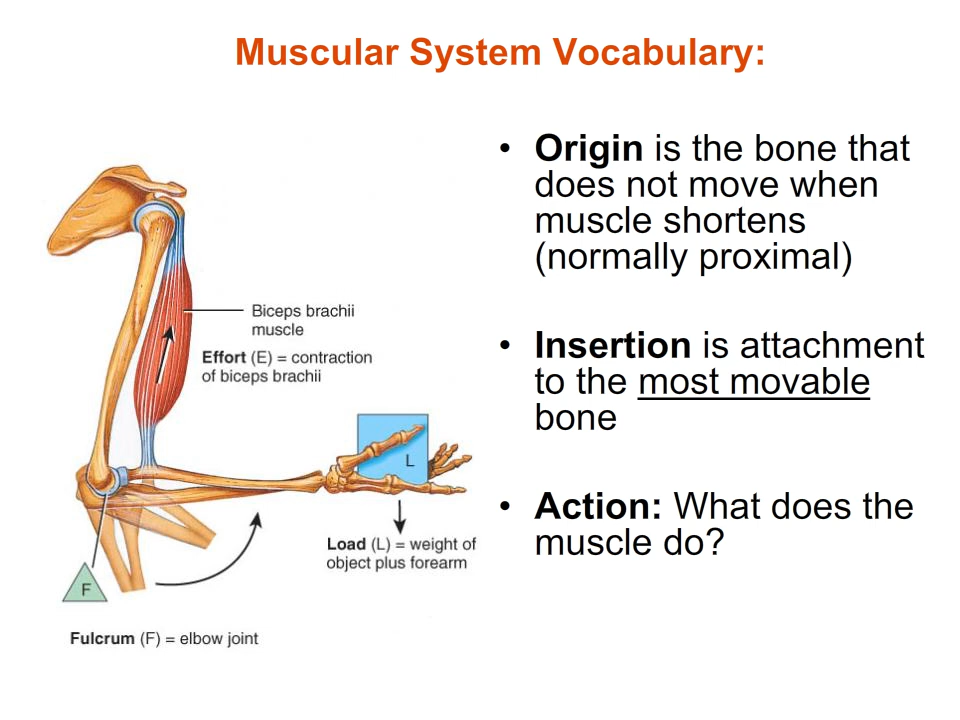 Muscular System Vocabulary:
• Origin is the bone that
does not move when
muscle shortens
(normally proximal)
• Insertion is attachment
to the most movable
bone
• Action: What does the
muscle do?
Biceps brachii
muscle
Effort (E) = contraction
of biceps brachii
L
Load (L) = weight of
object plus forearm
F
Fulcrum (F) = elbow joint